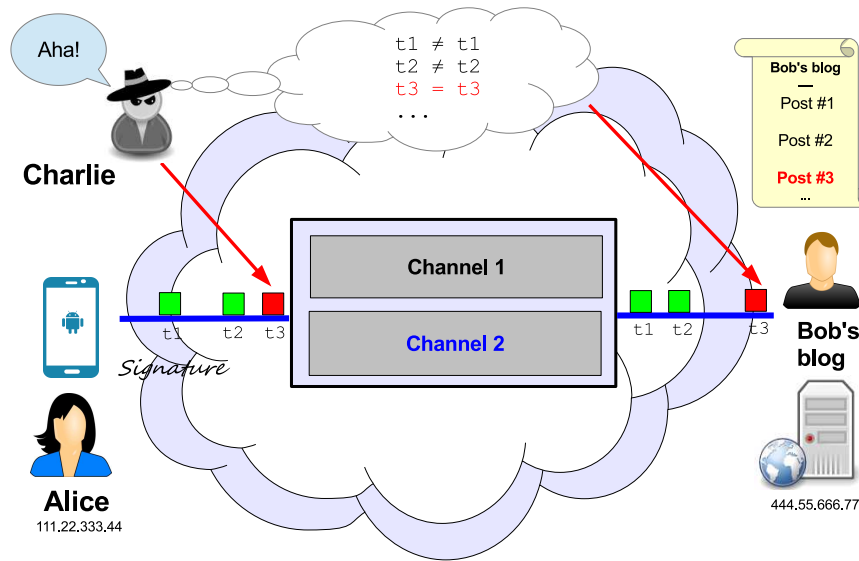 Aha!
t1 ≠ t1
t2 ≠ t2
t3 = t3
...
Charlie
Bob's blog
Post #1
Post #2
Post #3
...
Channel 1
Channel 2
t1
t2
t3
Signature
t1
t2
t3
Bob's
blog
Alice
111.22.333.44
444.55.666.77